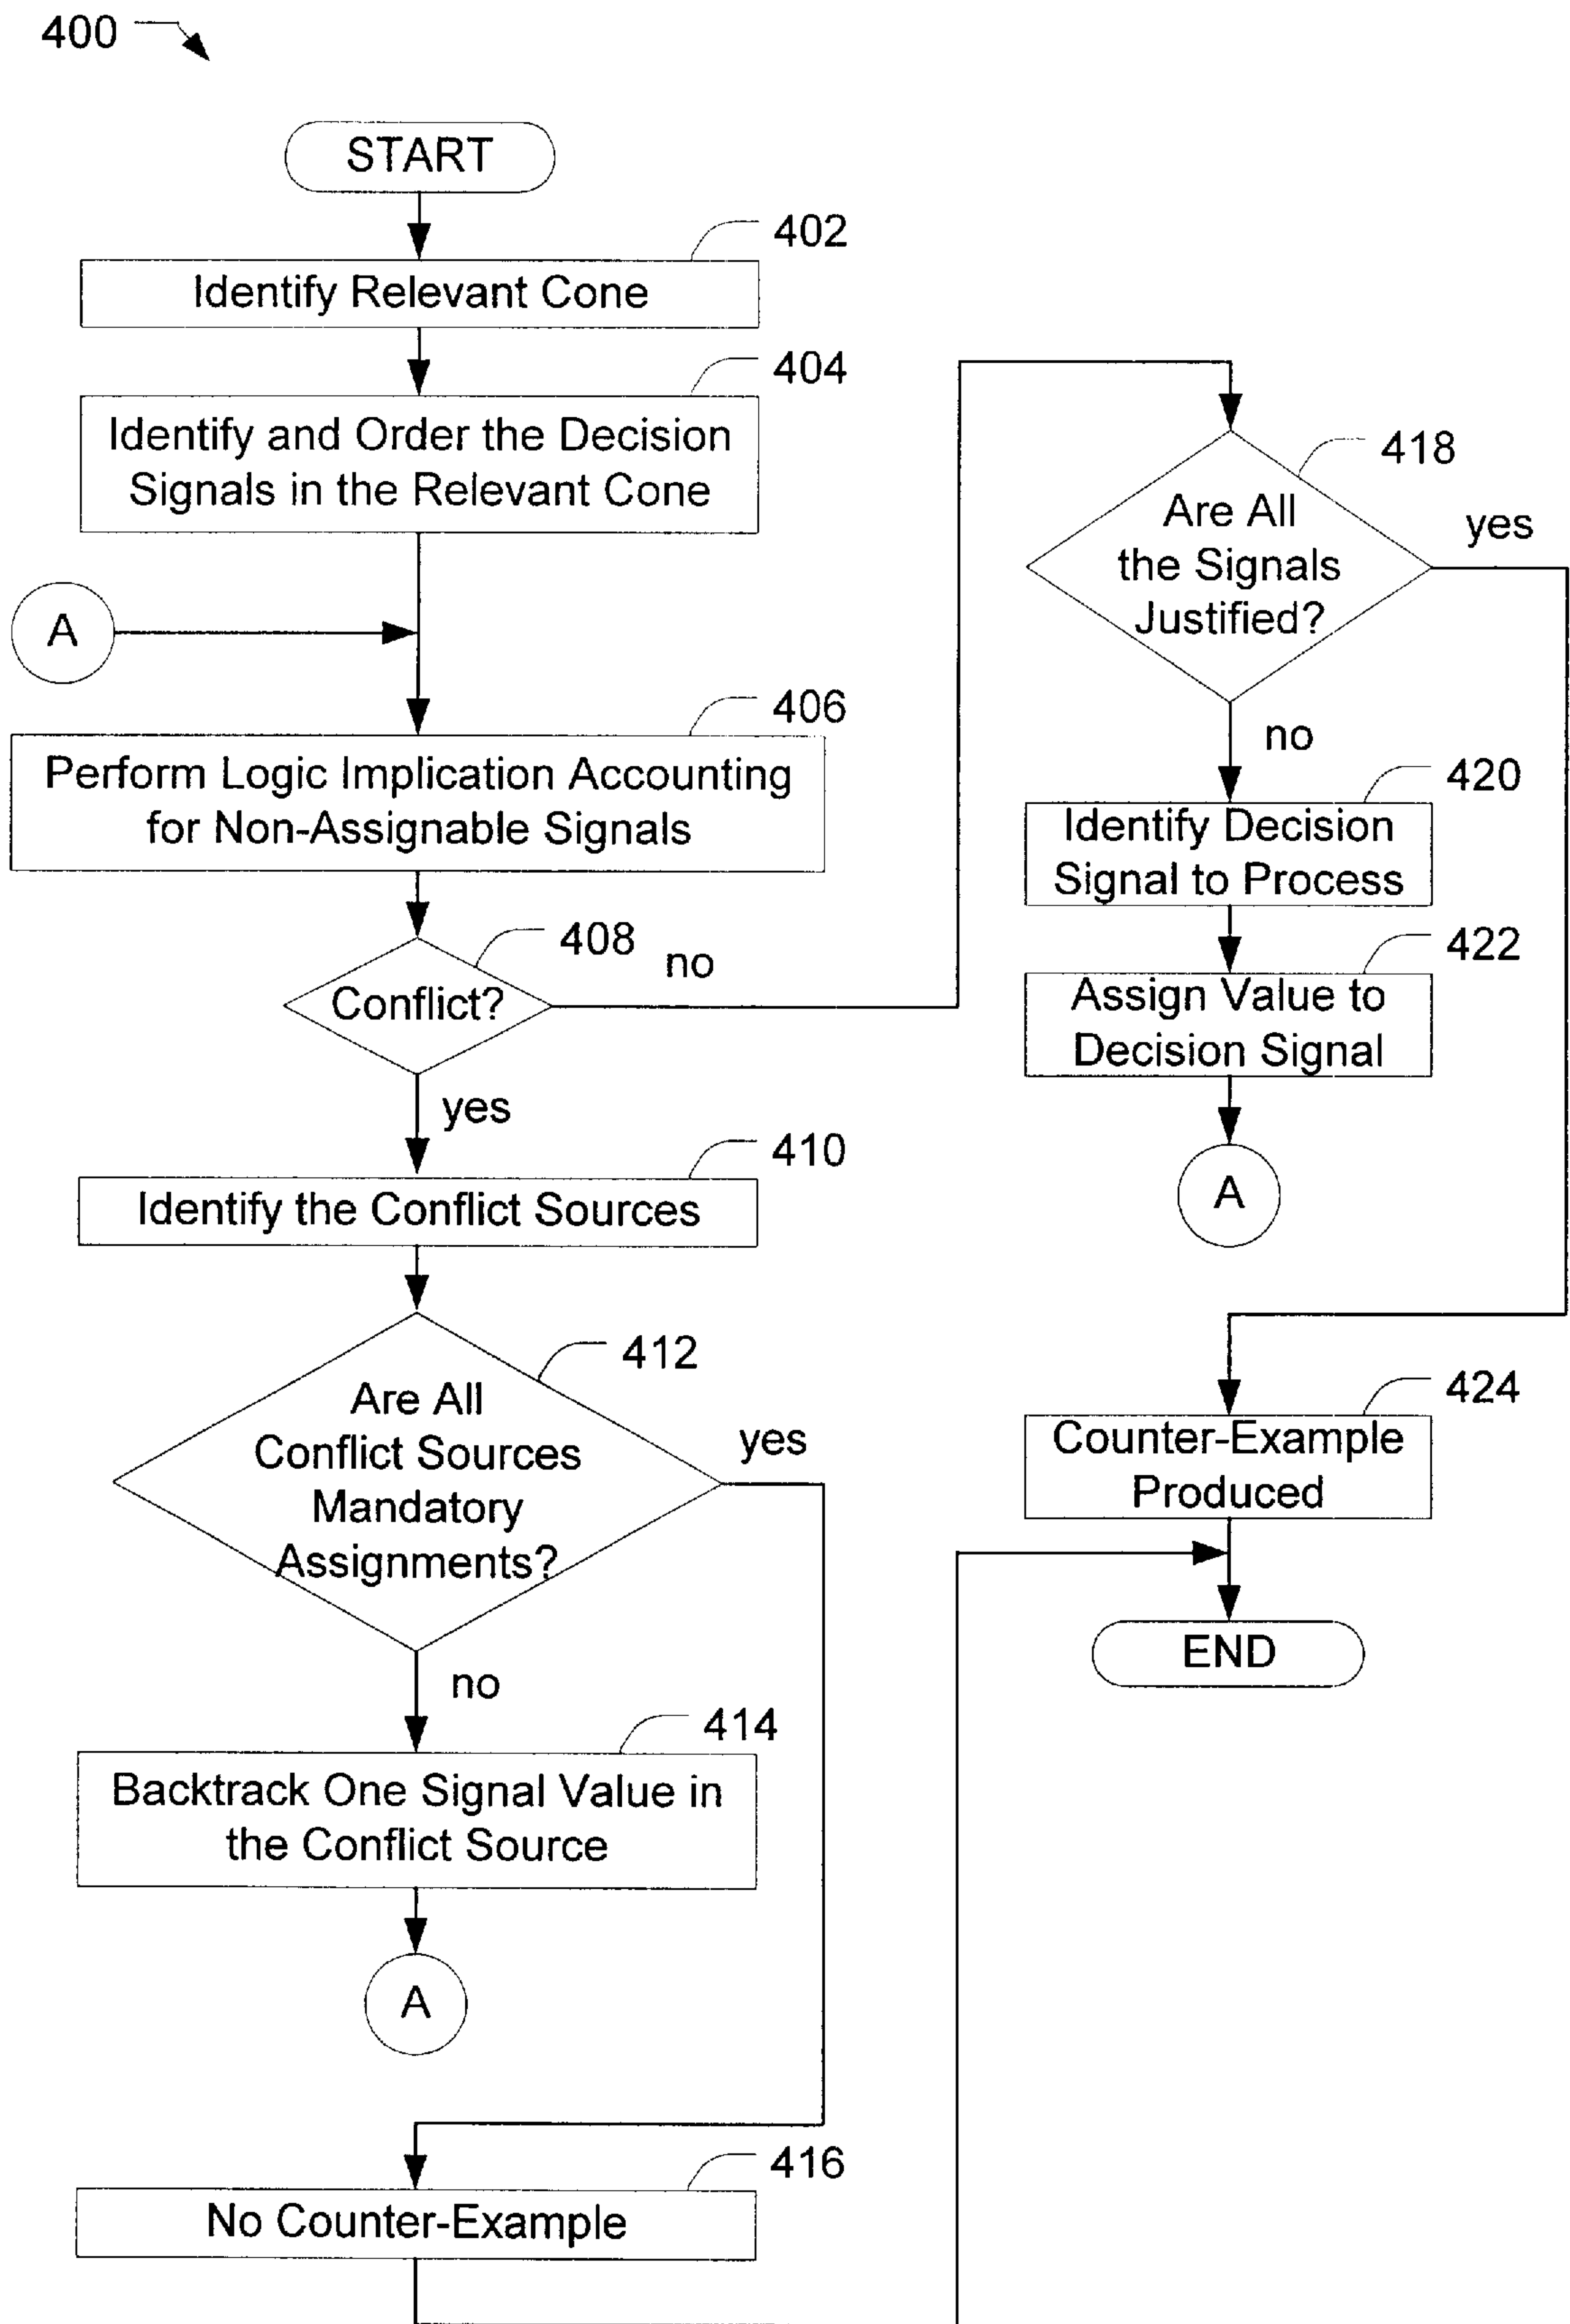 400
START
402
Identify Relevant Cone
404
Identify and Order the Decision
Signals in the Relevant Cone
A
406
Perform Logic Implication Accounting
for Non-Assignable Signals
408
no
Conflict?
yes
410
Identify the Conflict Sources
412
Are All
Conflict Sources
Mandatory
Assignments?
yes
no
414
Backtrack One Signal Value in
the Conflict Source
A
416
No Counter-Example
418
Are All
the Signals
Justified?
yes
no
420
Identify Decision
Signal to Process
422
Assign Value to
Decision Signal
A
424
Counter-Example
Produced
END